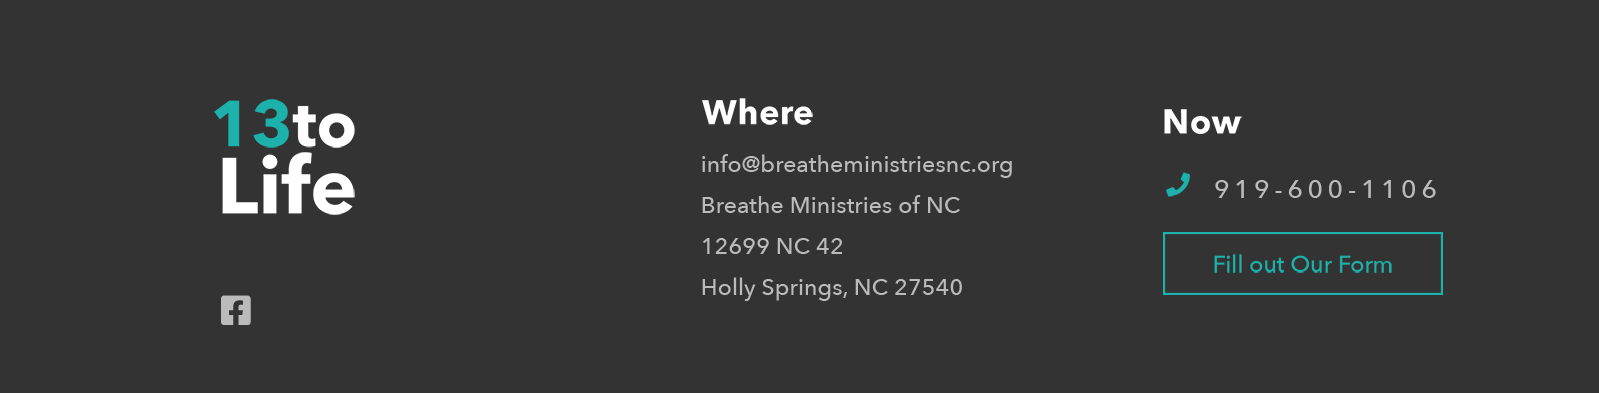 13to
Life
Where
info@breatheministriesnc.org
Breathe Ministries of NC
12699 NC 42
Holly Springs, NC 27540
Now
919-600-1106
Fill out Our Form